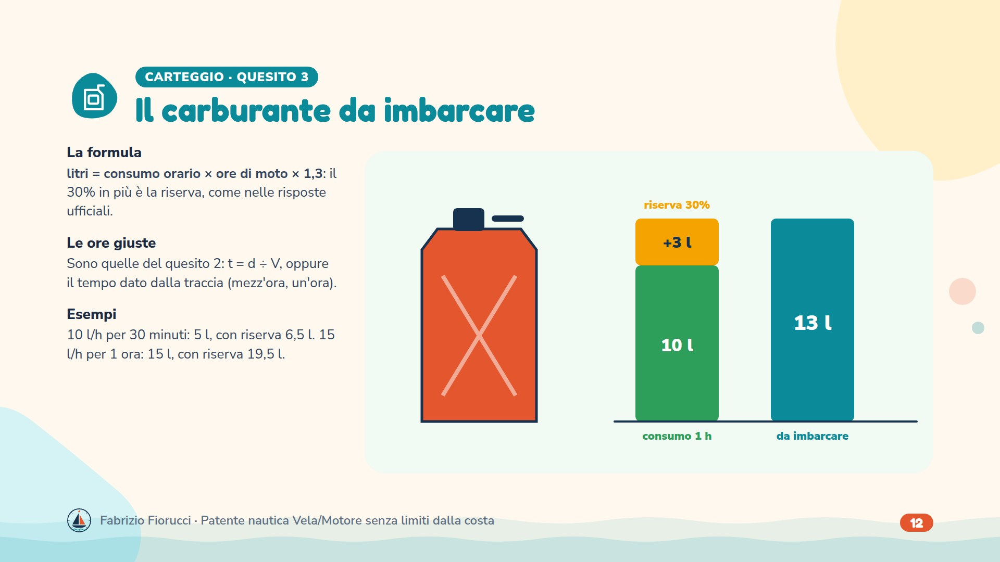 CARTEGGIO · QUESITO 3
Il carburante da imbarcare
La formula
litri = consumo orario × ore di moto × 1,3: il
30% in più è la riserva, come nelle risposte
ufficiali.
Le ore giuste
Sono quelle del quesito 2: t = d ÷ V, oppure
il tempo dato dalla traccia (mezz'ora, un'ora).
Esempi
10 l/h per 30 minuti: 5 l, con riserva 6,5 l. 15
l/h per 1 ora: 15 l, con riserva 19,5 l.
riserva 30%
+3 l
10 l
13 l
consumo 1 h
da imbarcare
Fabrizio Fiorucci · Patente nautica Vela/Motore senza limiti dalla costa
12